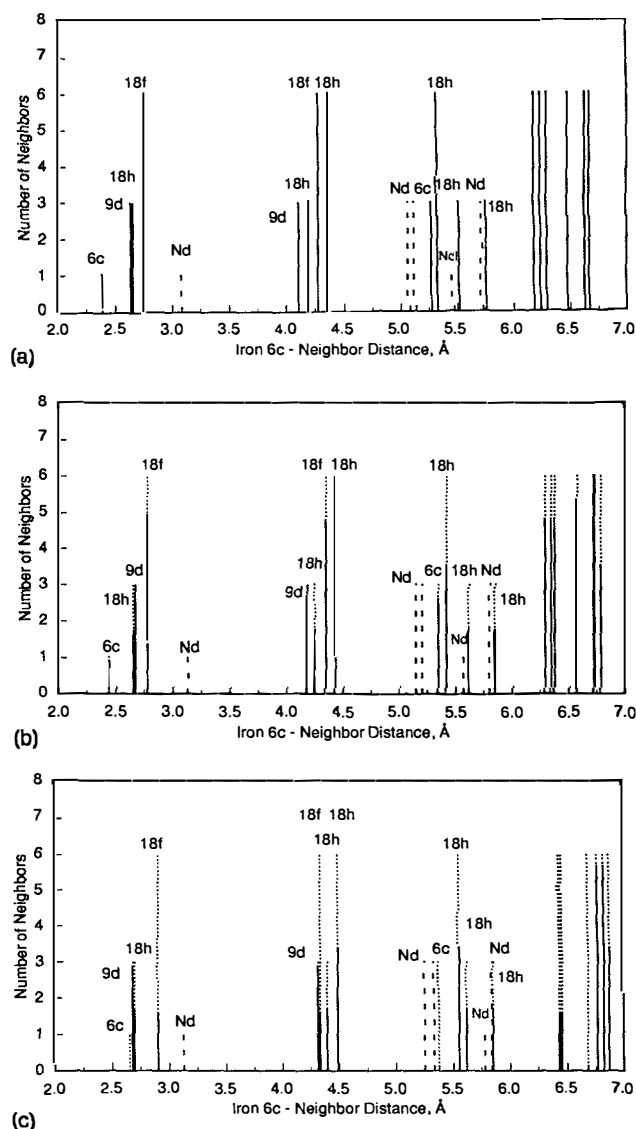 8
7
6
5
4
3
2
1
0
Number of Neighbors
6c
9d
18h
18f
Nd
9d
18h
18f 18h
Nd
6c
18h
18h
Nd
Nd
18h
2.0 2.5 3.0 3.5 4.0 4.5 5.0 5.5 6.0 6.5 7.0
Iron 6c - Neighbor Distance, Å
(a)
8
7
6
5
4
3
2
1
0
Number of Neighbors
6c
18h
9d
18f
Nd
9d
18h
18f 18h
Nd
6c
18h
18h
Nd
Nd
18h
2.0 2.5 3.0 3.5 4.0 4.5 5.0 5.5 6.0 6.5 7.0
Iron 6c - Neighbor Distance, Å
(b)
8
7
6
5
4
3
2
1
0
Number of Neighbors
6c
9d
18h
18f
Nd
9d
18f 18h
18h
Nd
6c
18h
18h
Nd
Nd
18h
2.0 2.5 3.0 3.5 4.0 4.5 5.0 5.5 6.0 6.5 7.0
Iron 6c - Neighbor Distance, Å
(c)